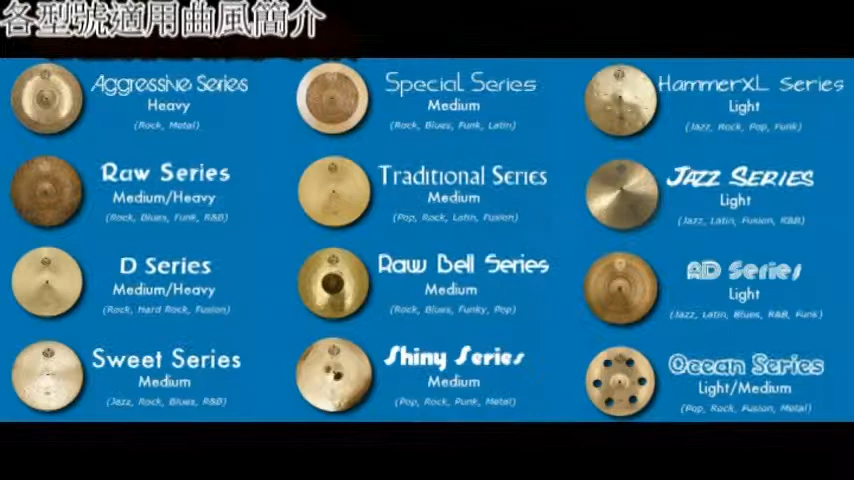 各型號適用曲風簡介
Aggressive Series
Heavy
(Rock, Metal)
Raw Series
Medium/Heavy
(Rock, Blues, Funk, R&B)
D Series
Medium/Heavy
(Rock, Hard Rock, Fusion)
Sweet Series
Medium
(Jazz, Rock, Blues, R&B)
Special Series
Medium
(Rock, Blues, Funk, Latin)
Traditional Series
Medium
(Pop, Rock, Latin, Fusion)
Raw Bell Series
Medium
(Rock, Blues, Funky, Pop)
Shiny Series
Medium
(Pop, Rock, Punk, Metal)
HammerXL Series
Light
(Jazz, Rock, Pop, Funk)
Jazz Series
Light
(Jazz, Latin, Fusion, R&B)
AD Series
Light
(Jazz, Latin, Blues, R&B, Funk)
Ocean Series
Light/Medium
(Pop, Rock, Fusion, Metal)